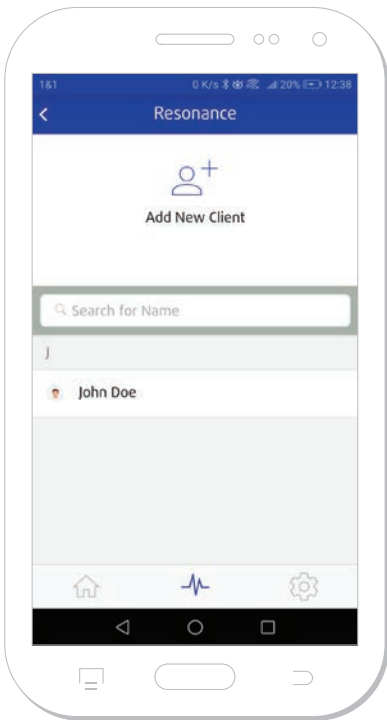 1&1 0 K/s 20% 12:38
Resonance
Add New Client
Search for Name
J
John Doe